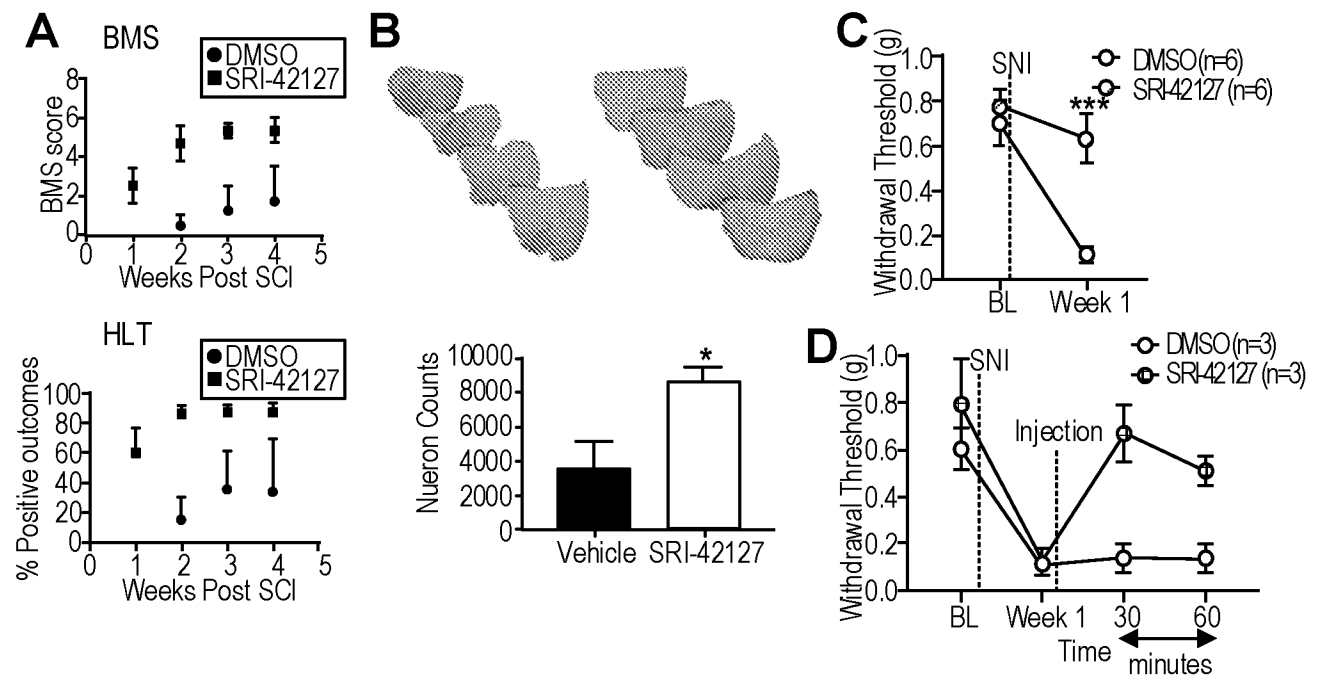 A
BMS
DMSO
SRI-42127
BMS score
8
6
4
2
0
0 1 2 3 4 5
Weeks Post SCI
HLT
DMSO
SRI-42127
% Positive outcomes
100
80
60
40
20
0
0 1 2 3 4 5
Weeks Post SCI
B
Nueron Counts
10000
8000
6000
4000
2000
0
*
Vehicle SRI-42127
C
Withdrawal Threshold (g)
1.0
0.8
0.6
0.4
0.2
0.0
SNI
DMSO (n=6)
SRI-42127 (n=6)
***
BL Week 1
D
Withdrawal Threshold (g)
1.0
0.8
0.6
0.4
0.2
0.0
SNI
Injection
DMSO (n=3)
SRI-42127 (n=3)
BL Week 1 30 60
Time
minutes